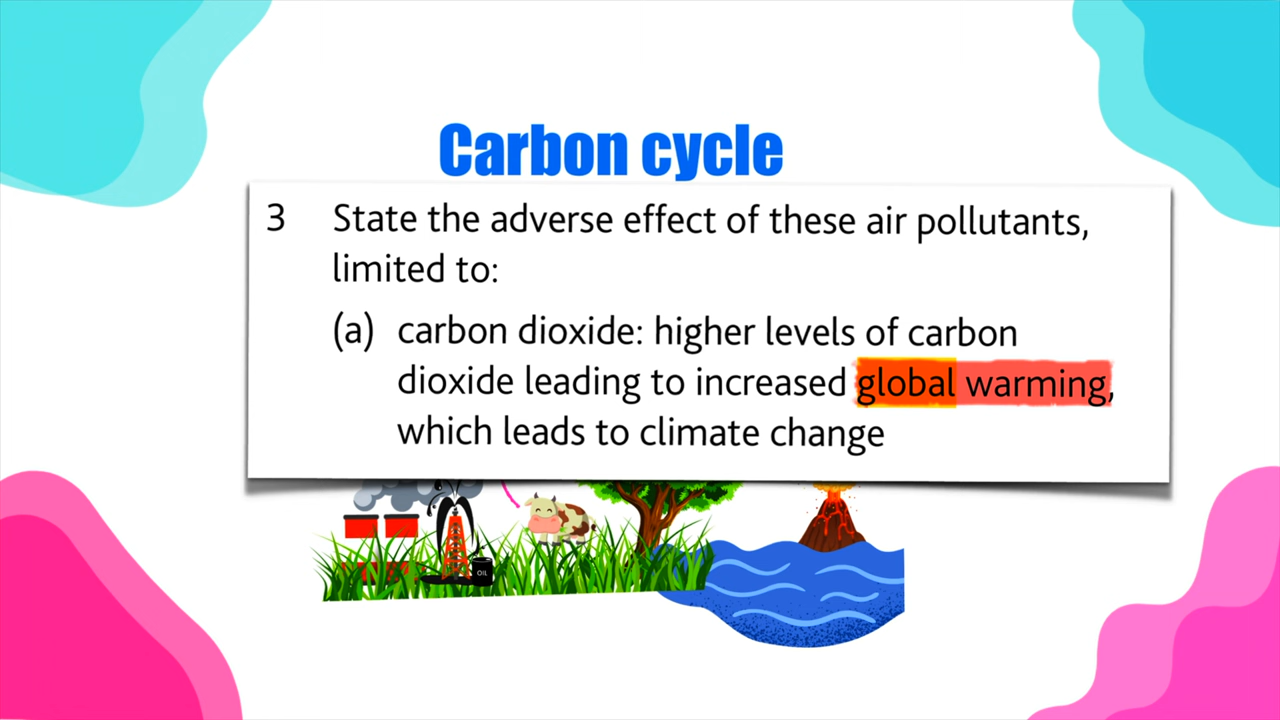 Carbon cycle
3 State the adverse effect of these air pollutants,
limited to:
(a) carbon dioxide: higher levels of carbon
dioxide leading to increased global warming,
which leads to climate change
OIL